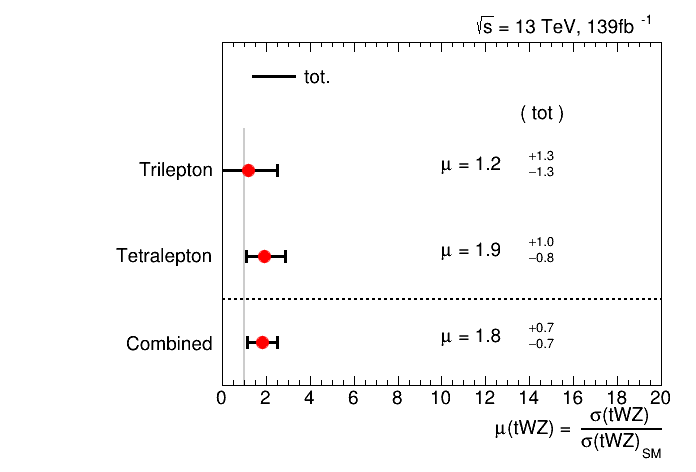 √s = 13 TeV, 139fb⁻¹
tot.
( tot )
Trilepton μ = 1.2 +1.3 −1.3
Tetralepton μ = 1.9 +1.0 −0.8
Combined μ = 1.8 +0.7 −0.7
0 2 4 6 8 10 12 14 16 18 20
μ(tWZ) = σ(tWZ) / σ(tWZ)SM